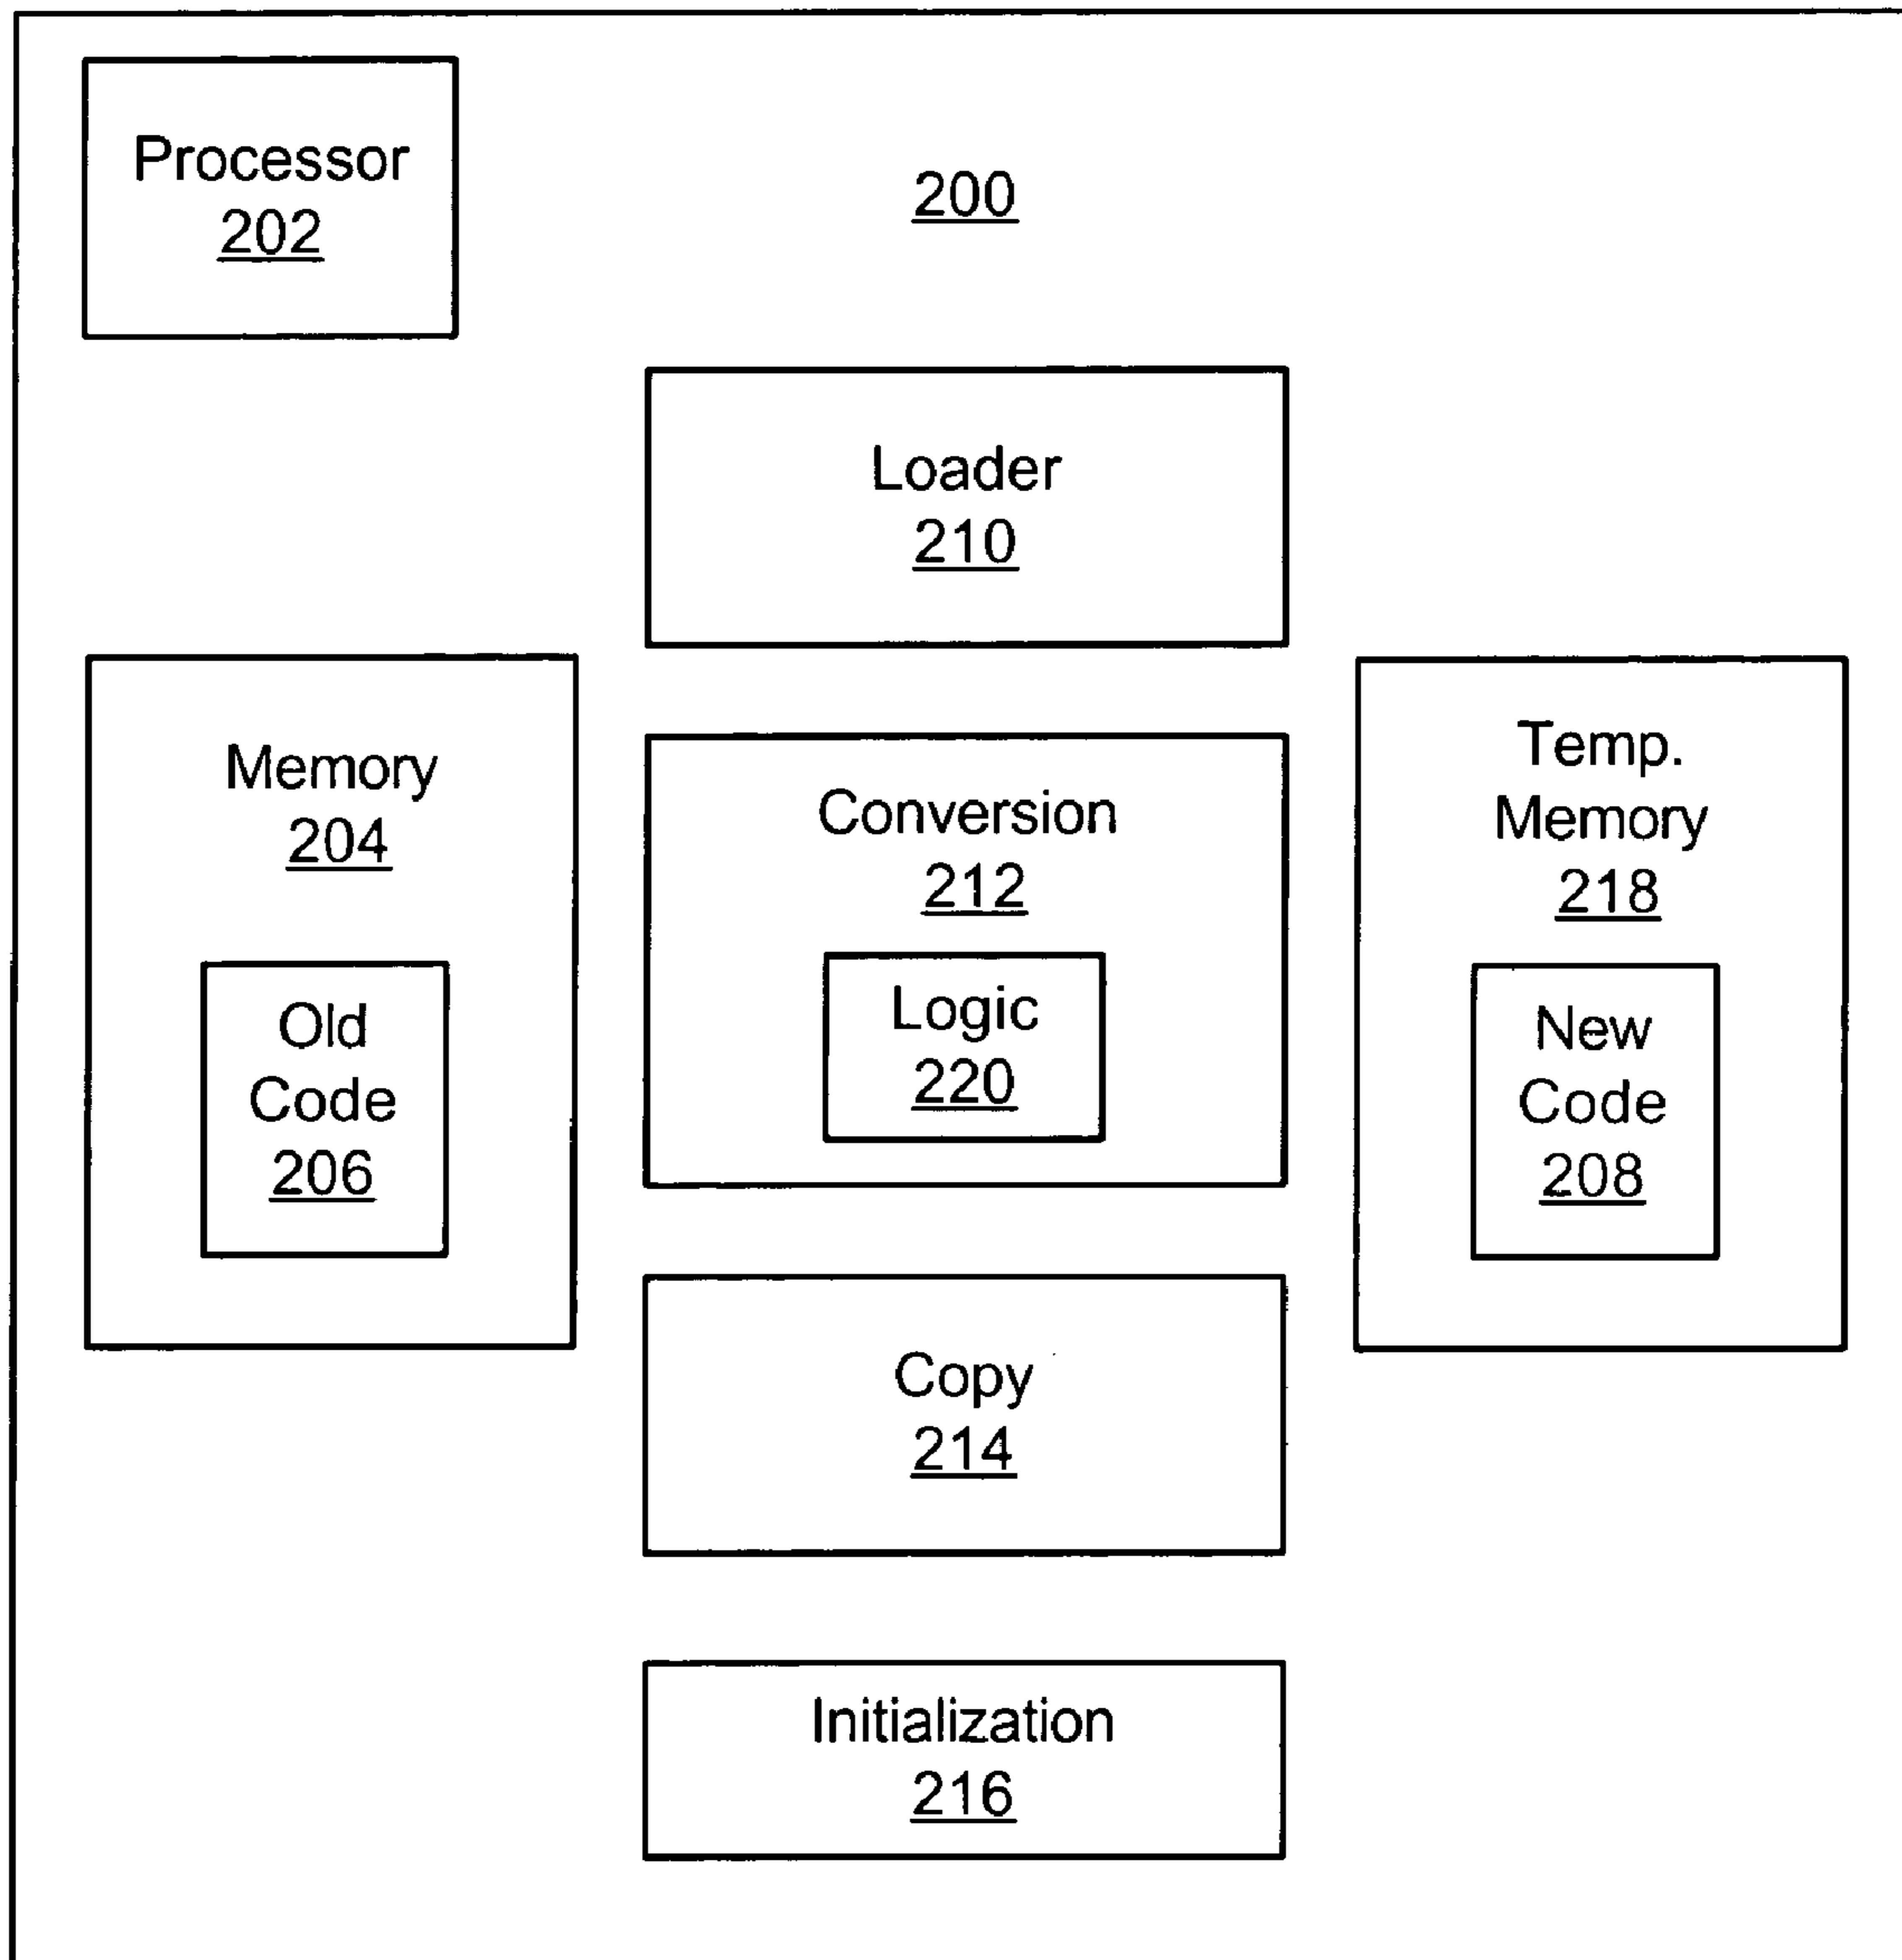 Processor
202
200
Loader
210
Memory
204
Old
Code
206
Conversion
212
Logic
220
Temp.
Memory
218
New
Code
208
Copy
214
Initialization
216